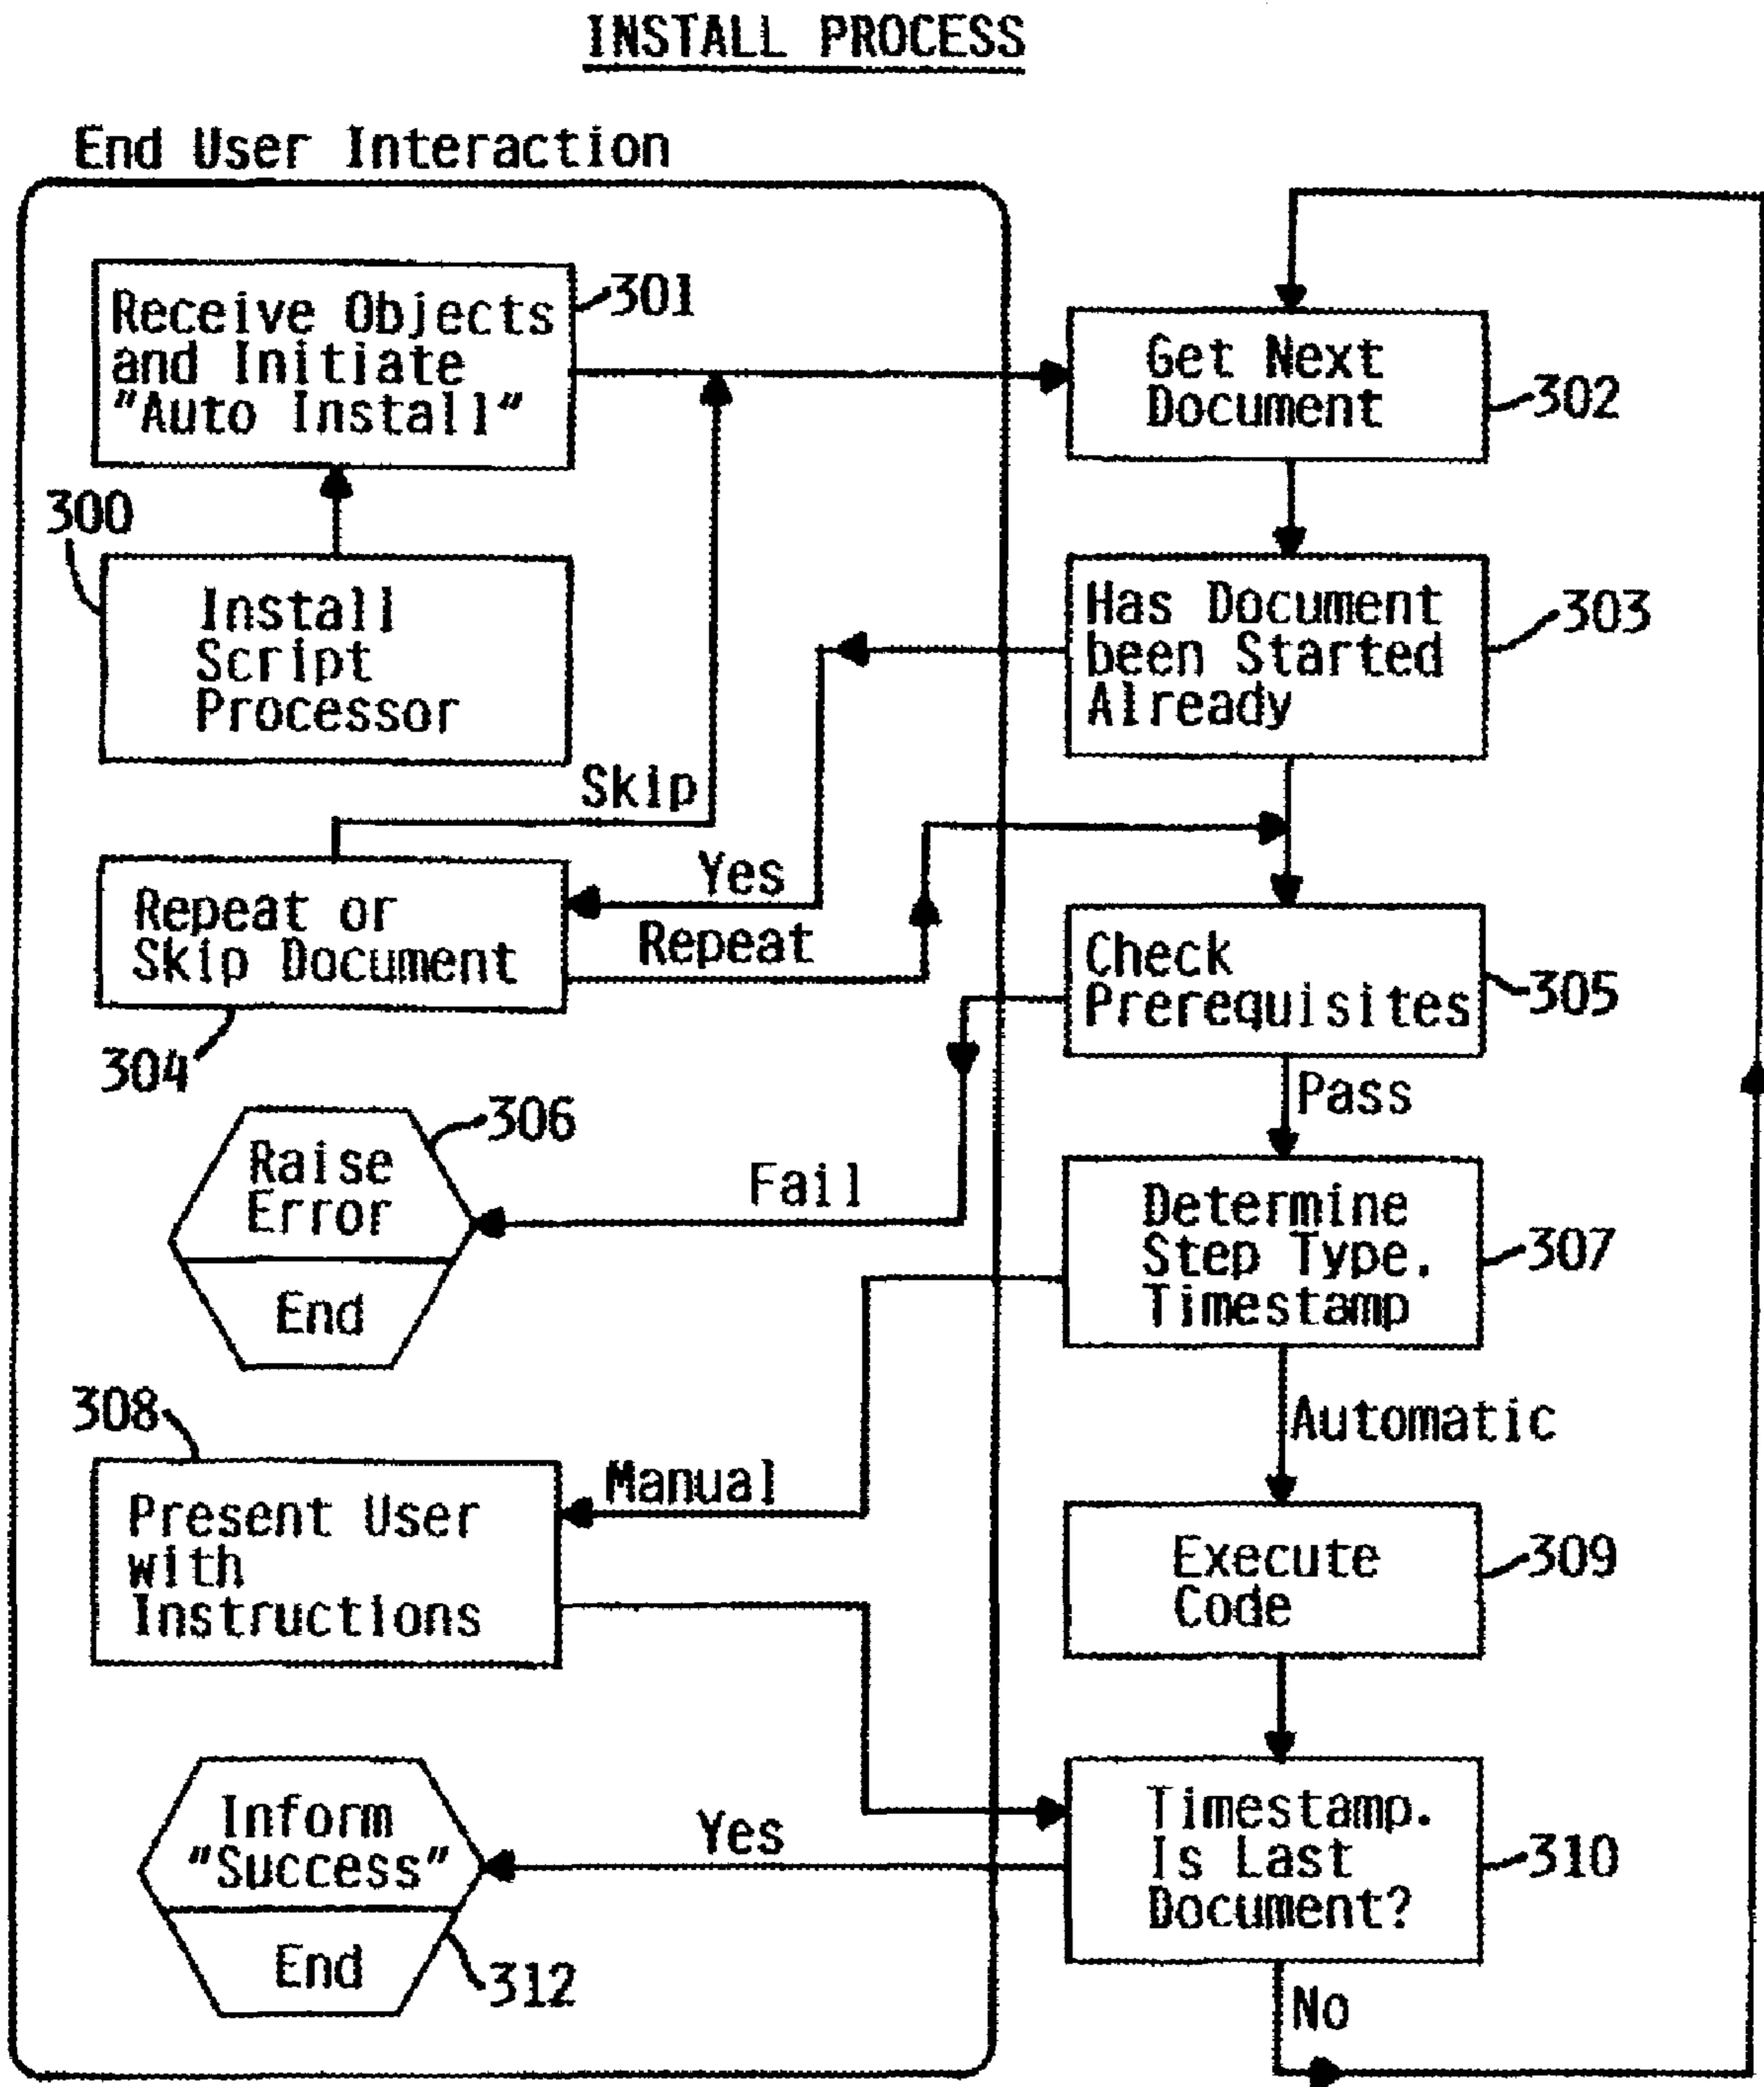 INSTALL PROCESS
End User Interaction
Receive Objects
and Initiate
"Auto Install"
301
Get Next
Document
302
300
Install
Script
Processor
Has Document
been Started
Already
303
Skip
Yes
Repeat or
Skip Document
Repeat
304
Check
Prerequisites
305
Pass
306
Raise
Error
End
Fail
Determine
Step Type.
Timestamp
307
Automatic
308
Manual
Present User
with
Instructions
Execute
Code
309
Inform
"Success"
End
312
Yes
Timestamp.
Is Last
Document?
310
No